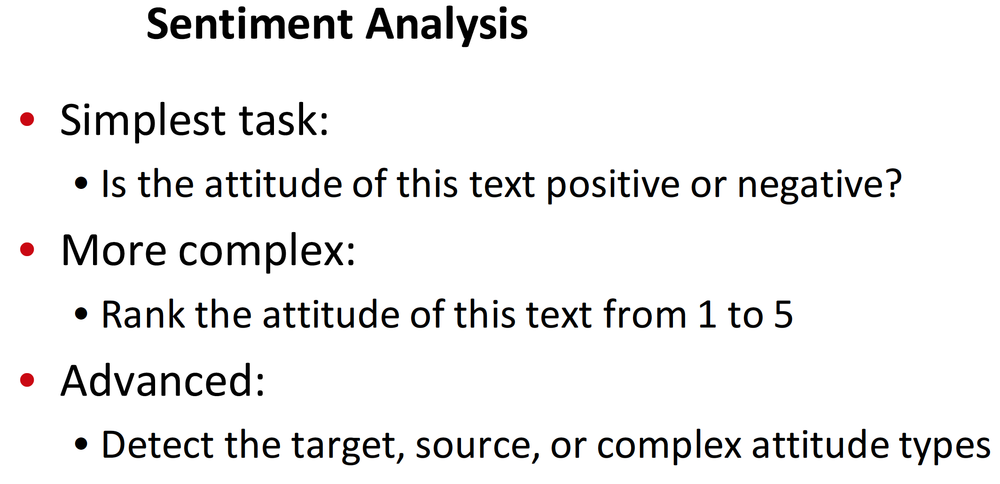 Sentiment Analysis
• Simplest task:
• Is the attitude of this text positive or negative?
• More complex:
• Rank the attitude of this text from 1 to 5
• Advanced:
• Detect the target, source, or complex attitude types